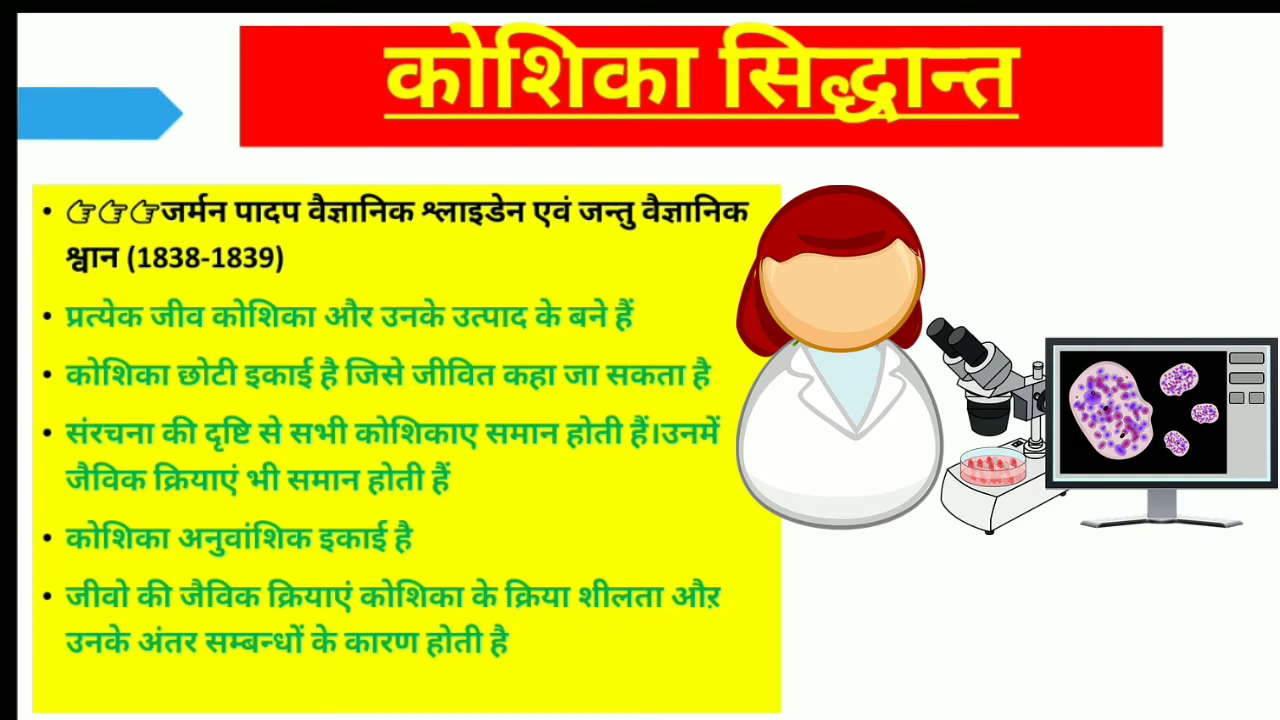 कोशिका सिद्धान्त
• 👉👉👉जर्मन पादप वैज्ञानिक श्लाइडेन एवं जन्तु वैज्ञानिक
श्वान (1838-1839)
• प्रत्येक जीव कोशिका और उनके उत्पाद के बने हैं
• कोशिका छोटी इकाई है जिसे जीवित कहा जा सकता है
• संरचना की दृष्टि से सभी कोशिकाए समान होती हैं।उनमें
जैविक क्रियाएं भी समान होती हैं
• कोशिका अनुवांशिक इकाई है
• जीवो की जैविक क्रियाएं कोशिका के क्रिया शीलता औऱ
उनके अंतर सम्बन्धों के कारण होती है